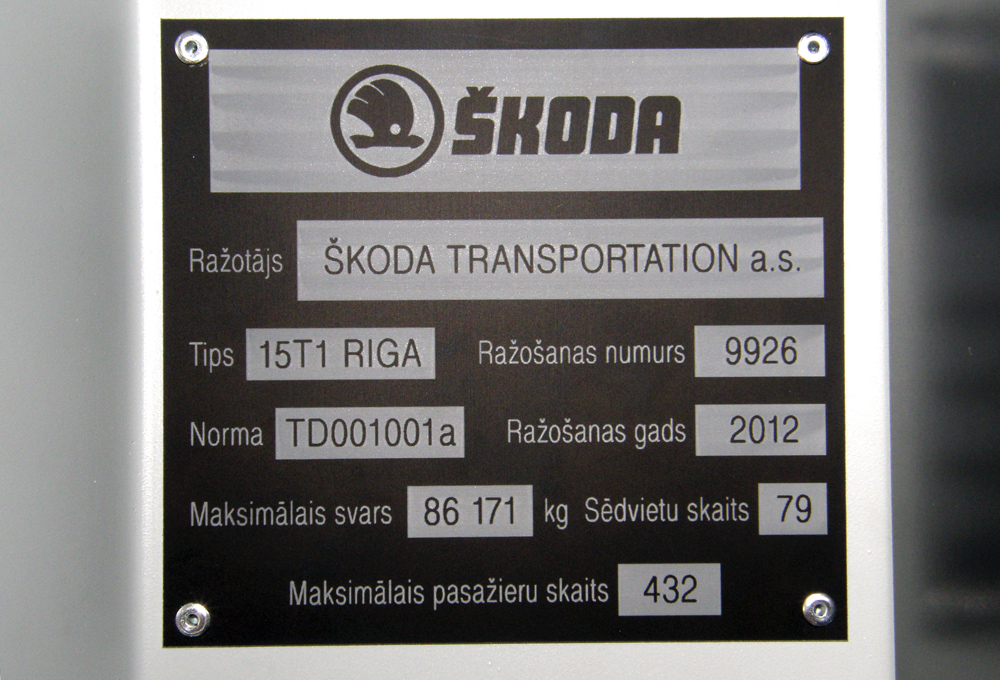 ŠKODA
Ražotājs ŠKODA TRANSPORTATION a.s.
Tips 15T1 RIGA Ražošanas numurs 9926
Norma TD001001a Ražošanas gads 2012
Maksimālais svars 86 171 kg Sēdvietu skaits 79
Maksimālais pasažieru skaits 432